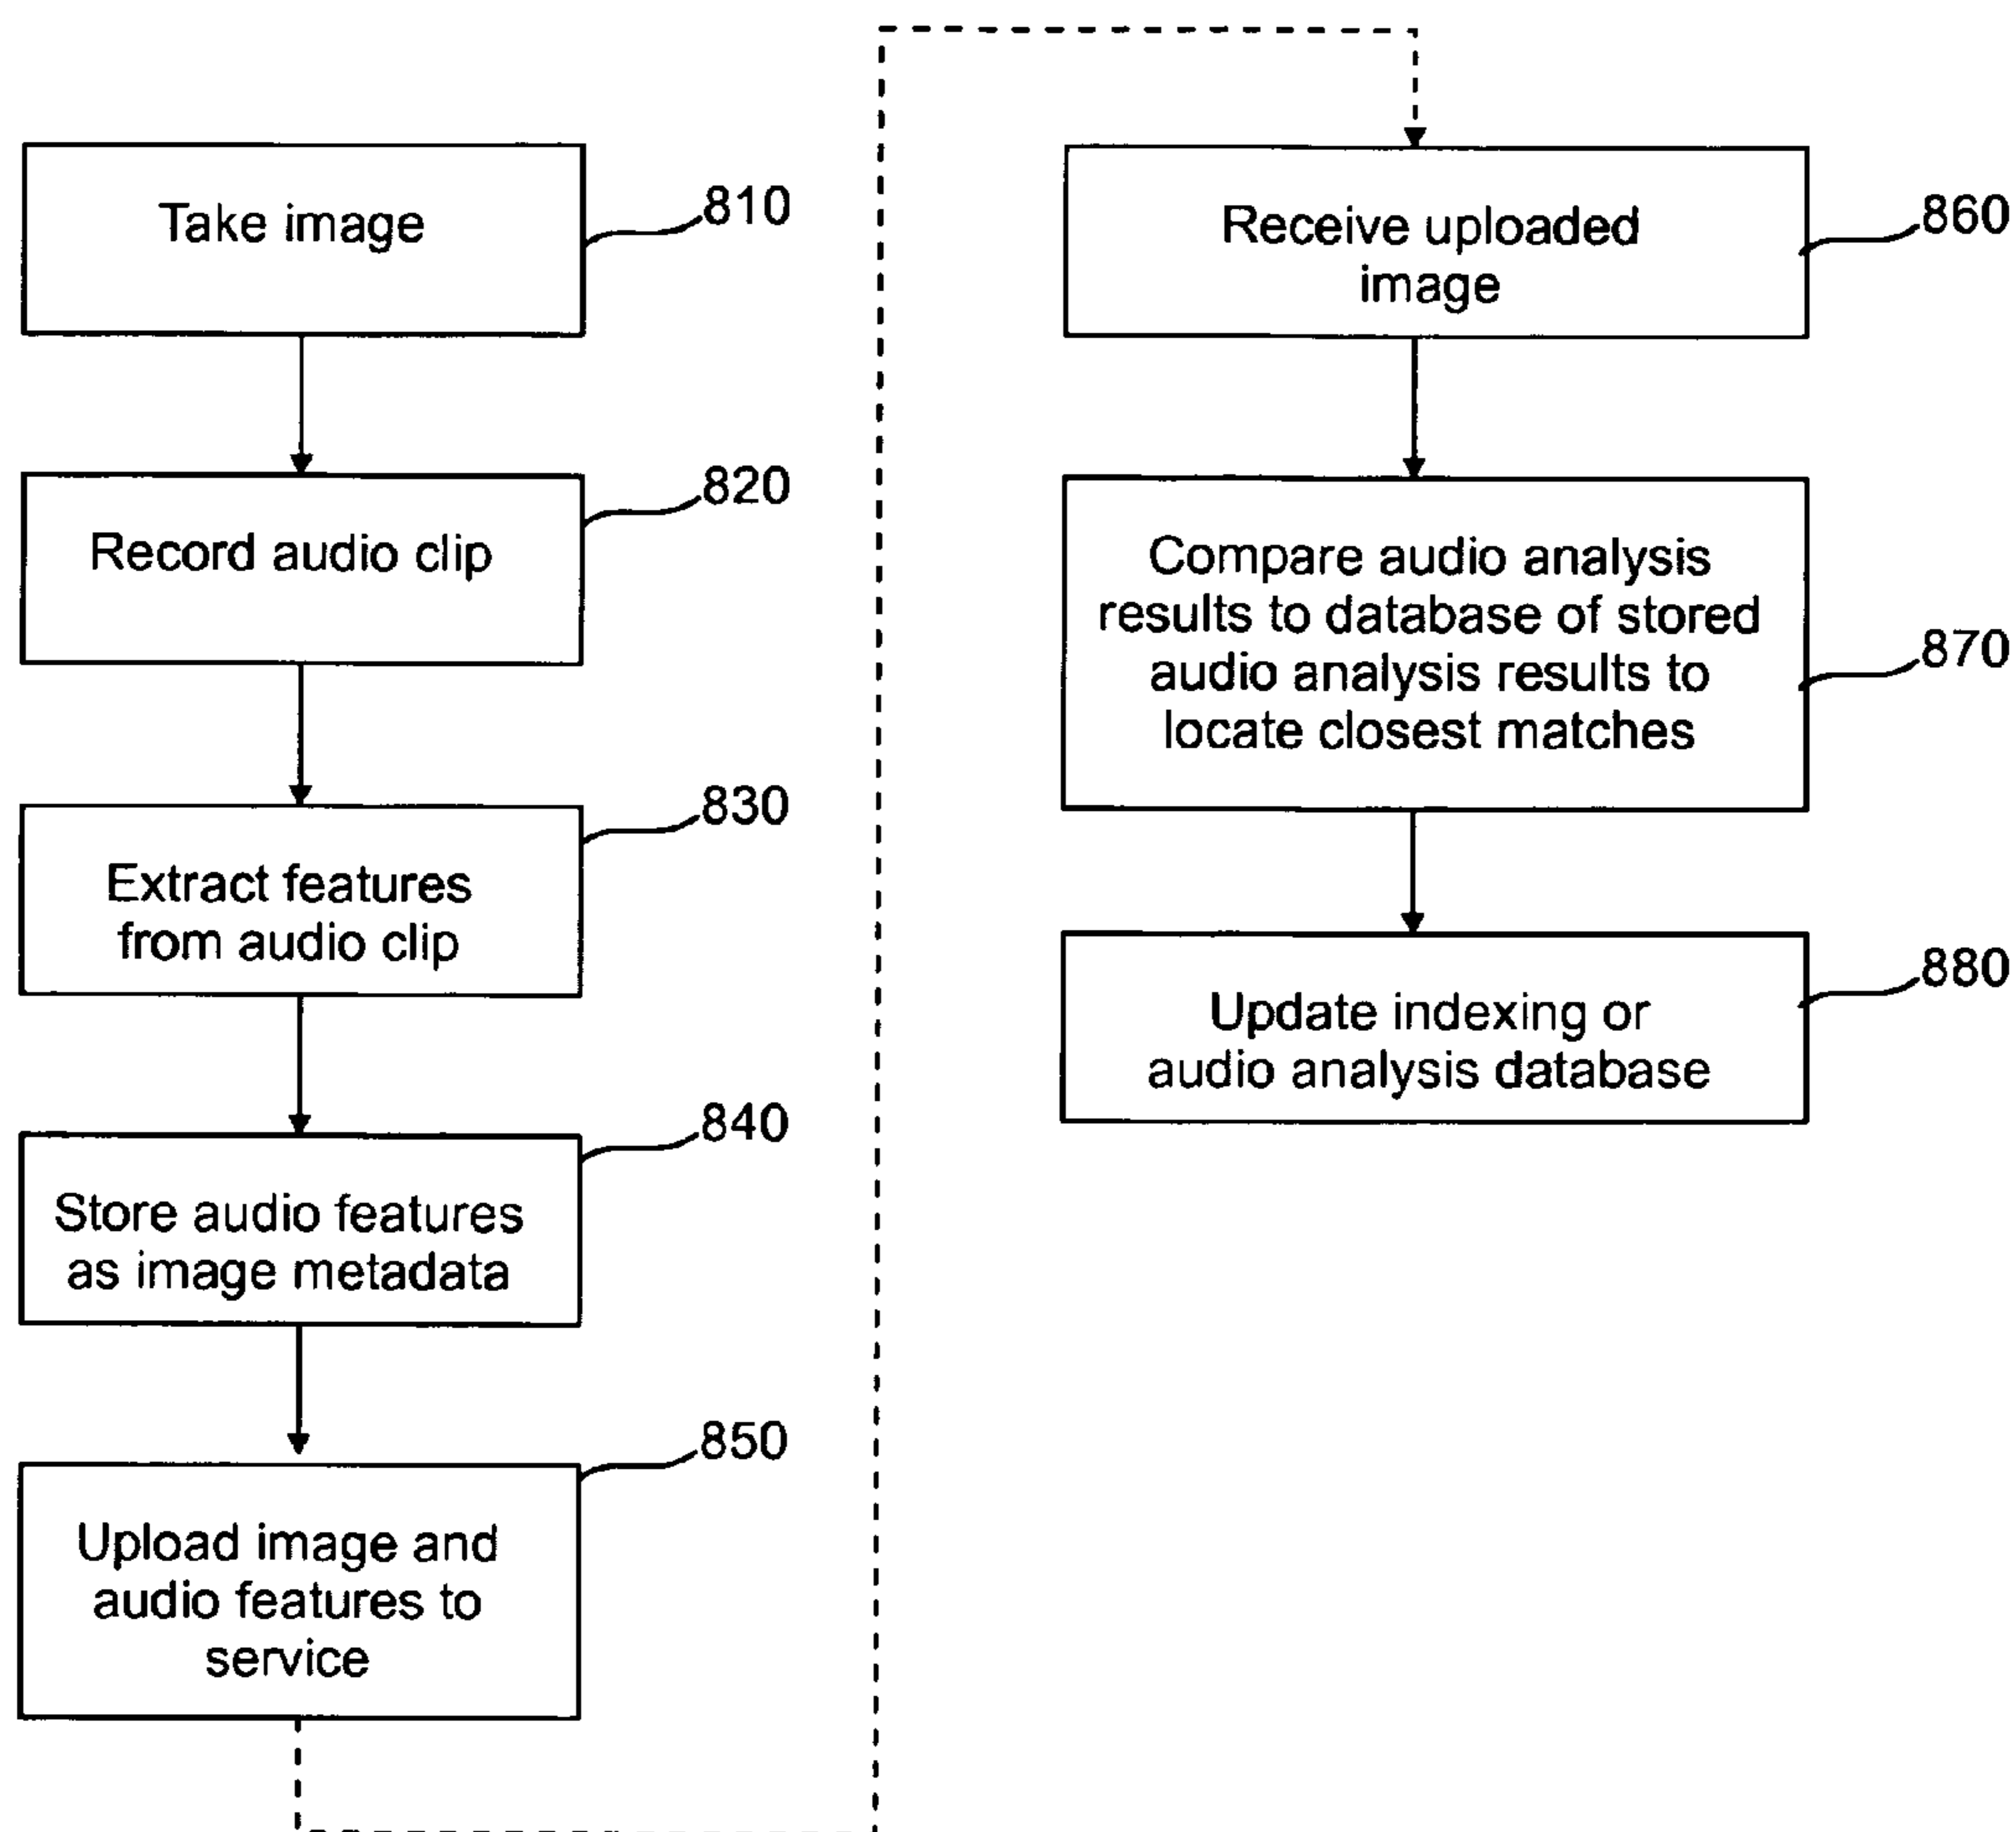 Take image
810
Record audio clip
820
Extract features
from audio clip
830
Store audio features
as image metadata
840
Upload image and
audio features to
service
850
Receive uploaded
image
860
Compare audio analysis
results to database of stored
audio analysis results to
locate closest matches
870
Update indexing or
audio analysis database
880